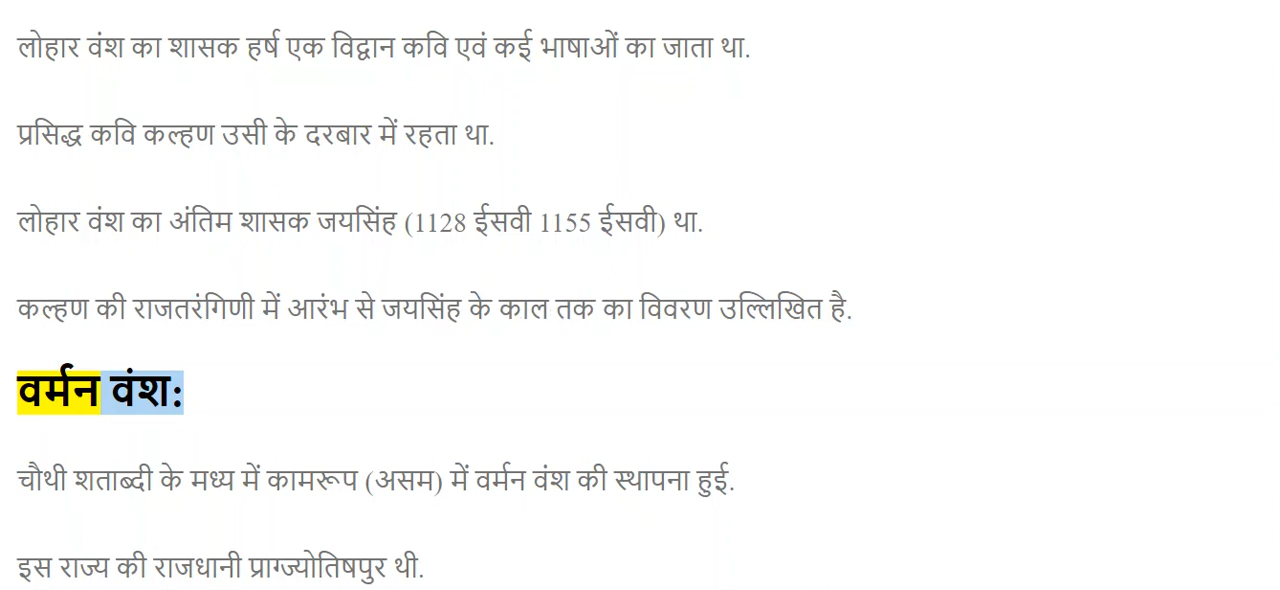 लोहार वंश का शासक हर्ष एक विद्वान कवि एवं कई भाषाओं का जाता था.
प्रसिद्ध कवि कल्हण उसी के दरबार में रहता था.
लोहार वंश का अंतिम शासक जयसिंह (1128 ईसवी 1155 ईसवी) था.
कल्हण की राजतरंगिणी में आरंभ से जयसिंह के काल तक का विवरण उल्लिखित है.
वर्मन वंश:
चौथी शताब्दी के मध्य में कामरूप (असम) में वर्मन वंश की स्थापना हुई.
इस राज्य की राजधानी प्राग्ज्योतिषपुर थी.